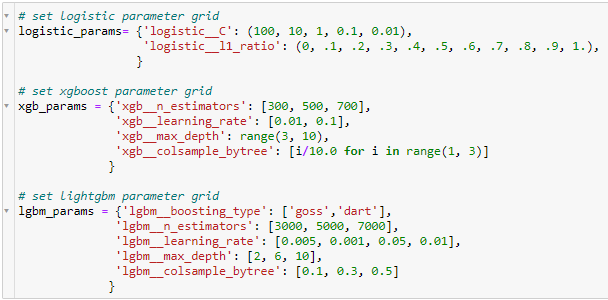 # set logistic parameter grid
logistic_params= {'logistic__C': (100, 10, 1, 0.1, 0.01),
'logistic__l1_ratio': (0, .1, .2, .3, .4, .5, .6, .7, .8, .9, 1.),
}
# set xgboost parameter grid
xgb_params = {'xgb__n_estimators': [300, 500, 700],
'xgb__learning_rate': [0.01, 0.1],
'xgb__max_depth': range(3, 10),
'xgb__colsample_bytree': [i/10.0 for i in range(1, 3)]
}
# set lightgbm parameter grid
lgbm_params = {'lgbm__boosting_type': ['goss','dart'],
'lgbm__n_estimators': [3000, 5000, 7000],
'lgbm__learning_rate': [0.005, 0.001, 0.05, 0.01],
'lgbm__max_depth': [2, 6, 10],
'lgbm__colsample_bytree': [0.1, 0.3, 0.5]
}